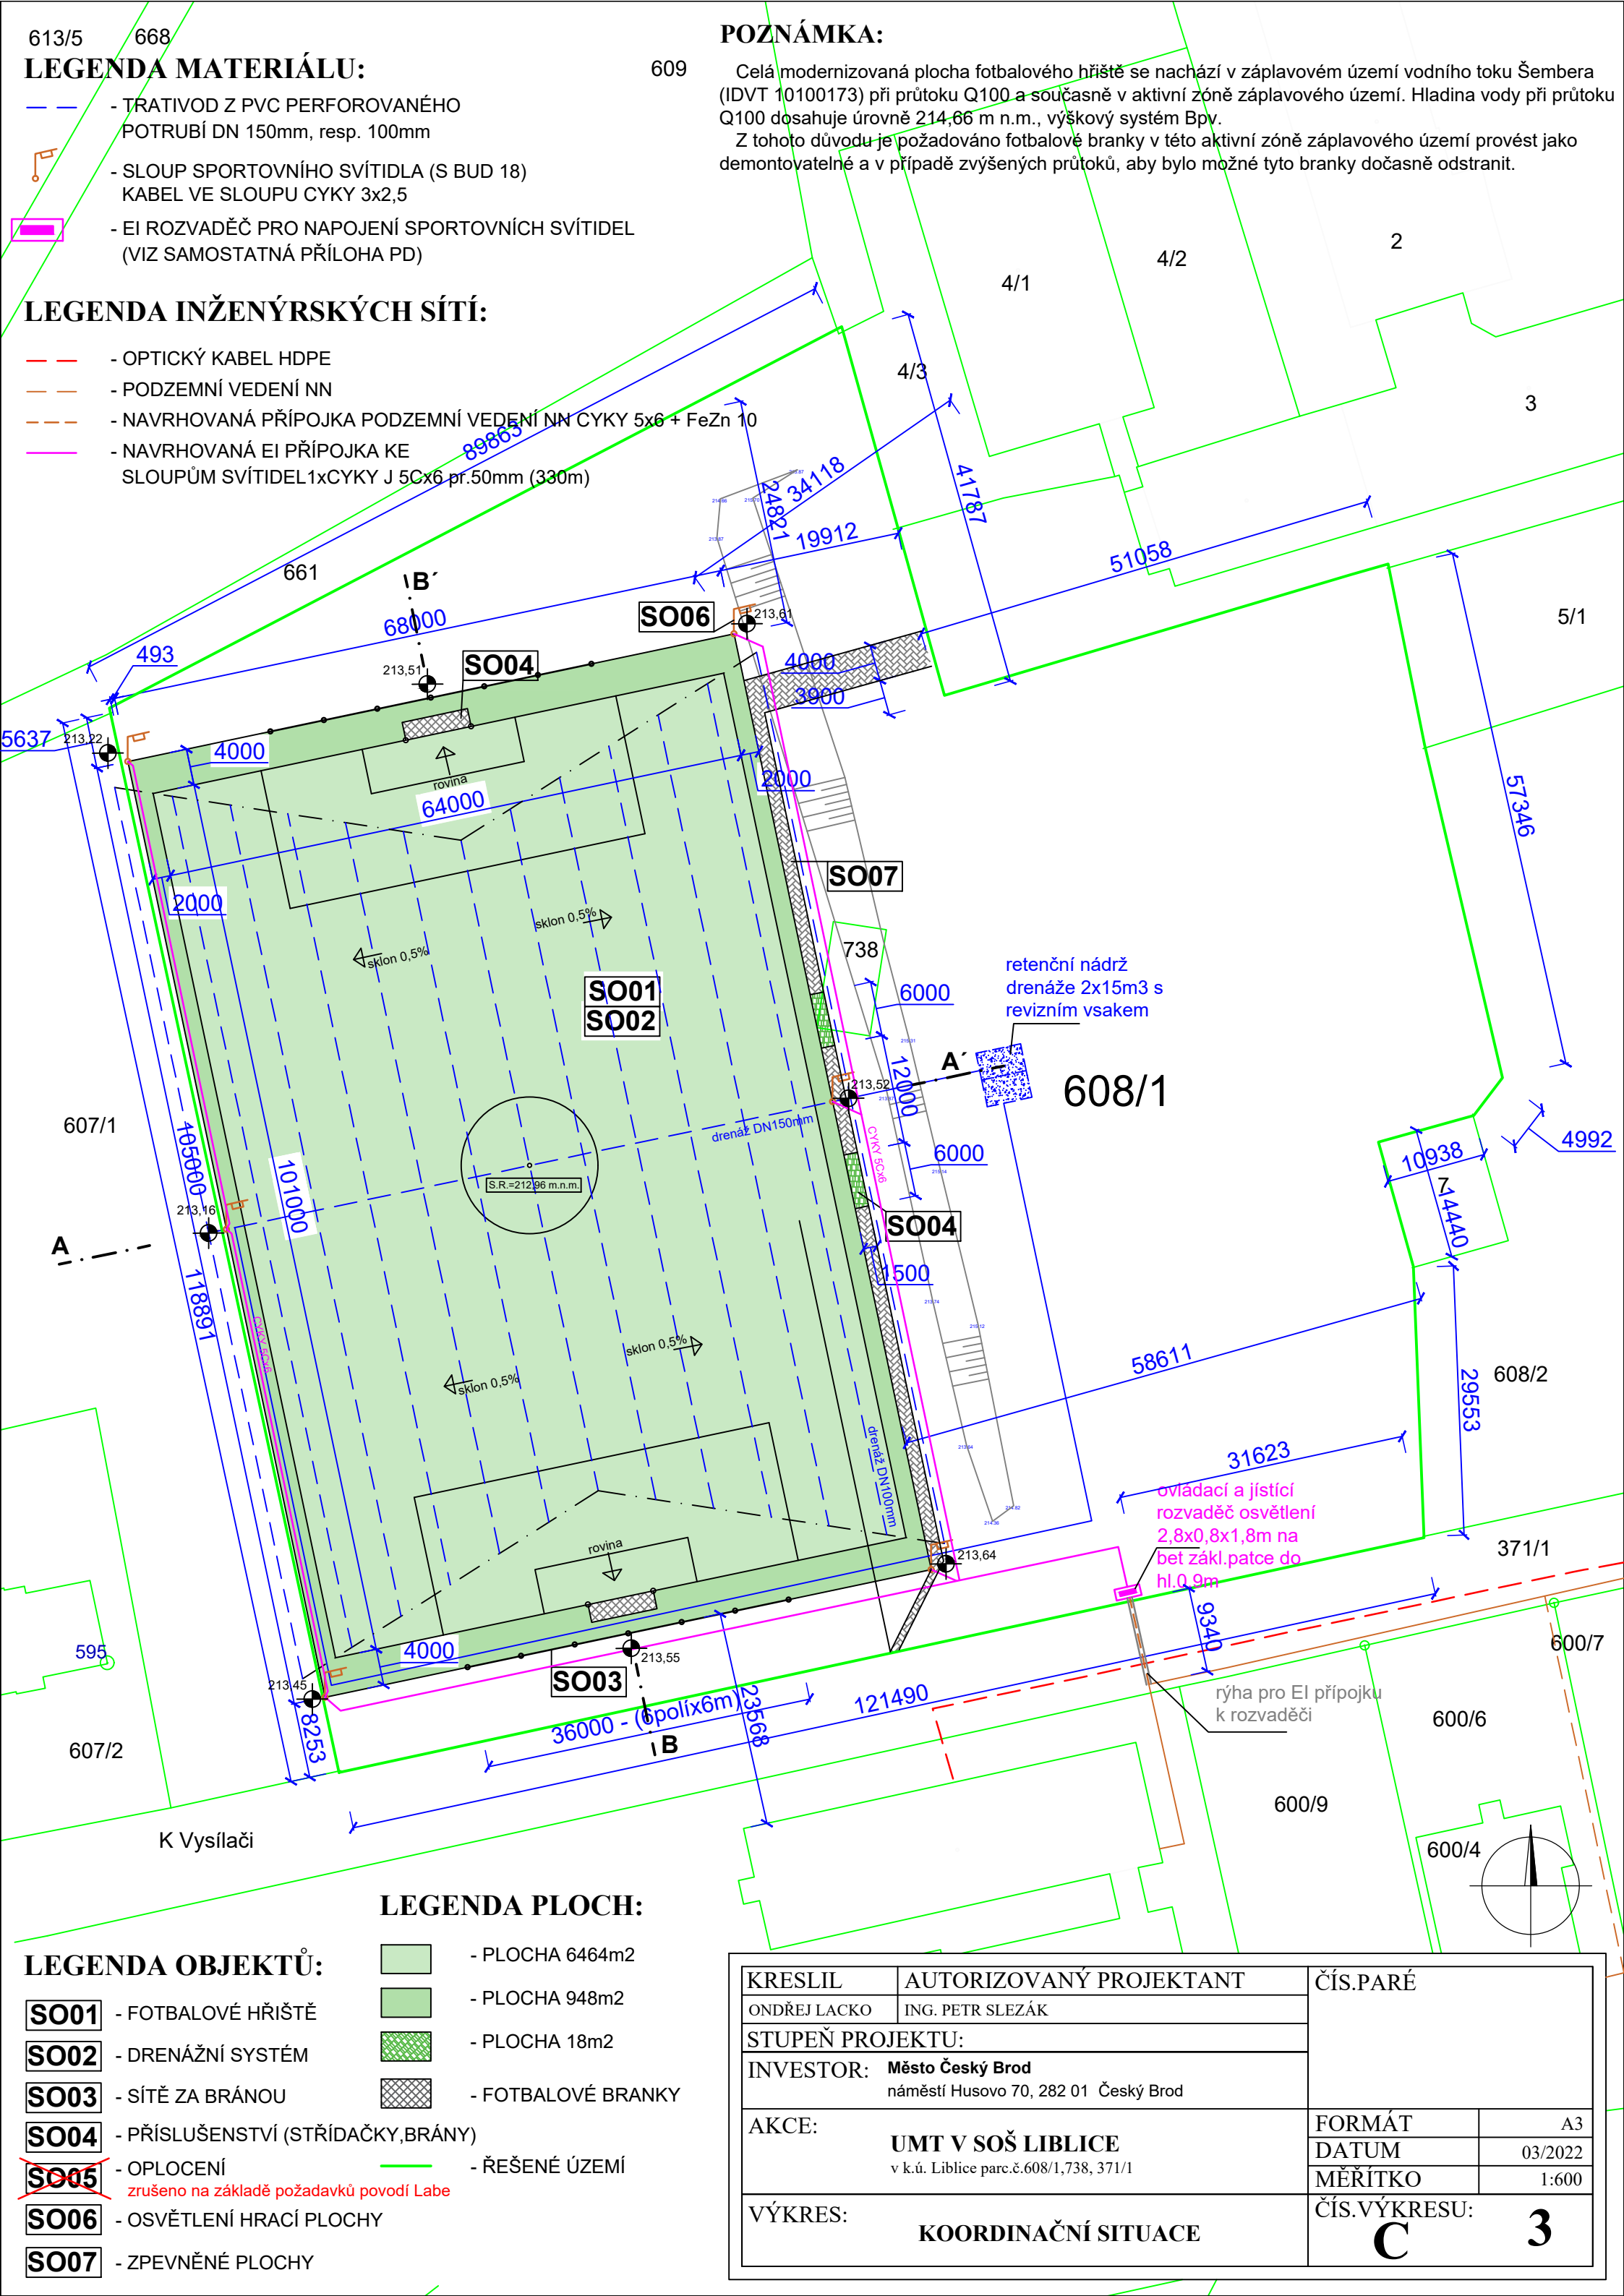 613/5
668
609
LEGENDA MATERIÁLU:
- TRATIVOD Z PVC PERFOROVANÉHO
POTRUBÍ DN 150mm, resp. 100mm
- SLOUP SPORTOVNÍHO SVÍTIDLA (S BUD 18)
KABEL VE SLOUPU CYKY 3x2,5
- EI ROZVADĚČ PRO NAPOJENÍ SPORTOVNÍCH SVÍTIDEL
(VIZ SAMOSTATNÁ PŘÍLOHA PD)
LEGENDA INŽENÝRSKÝCH SÍTÍ:
- OPTICKÝ KABEL HDPE
- PODZEMNÍ VEDENÍ NN
- NAVRHOVANÁ PŘÍPOJKA PODZEMNÍ VEDENÍ NN CYKY 5x6 + FeZn 10
- NAVRHOVANÁ EI PŘÍPOJKA KE
SLOUPŮM SVÍTIDEL1xCYKY J 5Cx6 pr.50mm (330m)
POZNÁMKA:
Celá modernizovaná plocha fotbalového hřiště se nachází v záplavovém území vodního toku Šembera
(IDVT 10100173) při průtoku Q100 a současně v aktivní zóně záplavového území. Hladina vody při průtoku
Q100 dosahuje úrovně 214,66 m n.m., výškový systém Bpv.
Z tohoto důvodu je požadováno fotbalové branky v této aktivní zóně záplavového území provést jako
demontovatelné a v případě zvýšených průtoků, aby bylo možné tyto branky dočasně odstranit.
2
4/2
4/1
4/3
3
5/1
89863
24821
34118
19912
41787
51058
661
B´
68000
SO06
213,61
493
213,51
SO04
4000
3900
5637
213,22
4000
rovina
64000
2000
57346
2000
SO07
sklon 0,5%
sklon 0,5%
738
SO01
SO02
6000
retenční nádrž
drenáže 2x15m3 s
revizním vsakem
A´
213,52
12000
608/1
607/1
drenáž DN150mm
CYKY 5Cx6
6000
4992
10938
7
14440
105000
101000
S.R.=212,96 m.n.m.
213,16
A
SO04
1500
118891
CYKY 5Cx6
sklon 0,5%
sklon 0,5%
58611
608/2
29553
drenáž DN100mm
31623
ovládací a jístící
rozvaděč osvětlení
2,8x0,8x1,8m na
bet zákl.patce do
hl.0,9m
371/1
rovina
213,64
9340
595
4000
213,55
SO03
213,45
8253
36000 - (6políx6m)
23568
B
121490
rýha pro EI přípojku
k rozvaděči
600/7
600/6
607/2
600/9
600/4
K Vysílači
LEGENDA PLOCH:
- PLOCHA 6464m2
- PLOCHA 948m2
- PLOCHA 18m2
- FOTBALOVÉ BRANKY
- ŘEŠENÉ ÚZEMÍ
LEGENDA OBJEKTŮ:
SO01 - FOTBALOVÉ HŘIŠTĚ
SO02 - DRENÁŽNÍ SYSTÉM
SO03 - SÍTĚ ZA BRÁNOU
SO04 - PŘÍSLUŠENSTVÍ (STŘÍDAČKY,BRÁNY)
SO05 - OPLOCENÍ
zrušeno na základě požadavků povodí Labe
SO06 - OSVĚTLENÍ HRACÍ PLOCHY
SO07 - ZPEVNĚNÉ PLOCHY
KRESLIL
AUTORIZOVANÝ PROJEKTANT
ČÍS.PARÉ
ONDŘEJ LACKO
ING. PETR SLEZÁK
STUPEŇ PROJEKTU:
INVESTOR: Město Český Brod
náměstí Husovo 70, 282 01 Český Brod
AKCE:
UMT V SOŠ LIBLICE
v k.ú. Liblice parc.č.608/1,738, 371/1
FORMÁT A3
DATUM 03/2022
MĚŘÍTKO 1:600
VÝKRES:
KOORDINAČNÍ SITUACE
ČÍS.VÝKRESU:
C 3